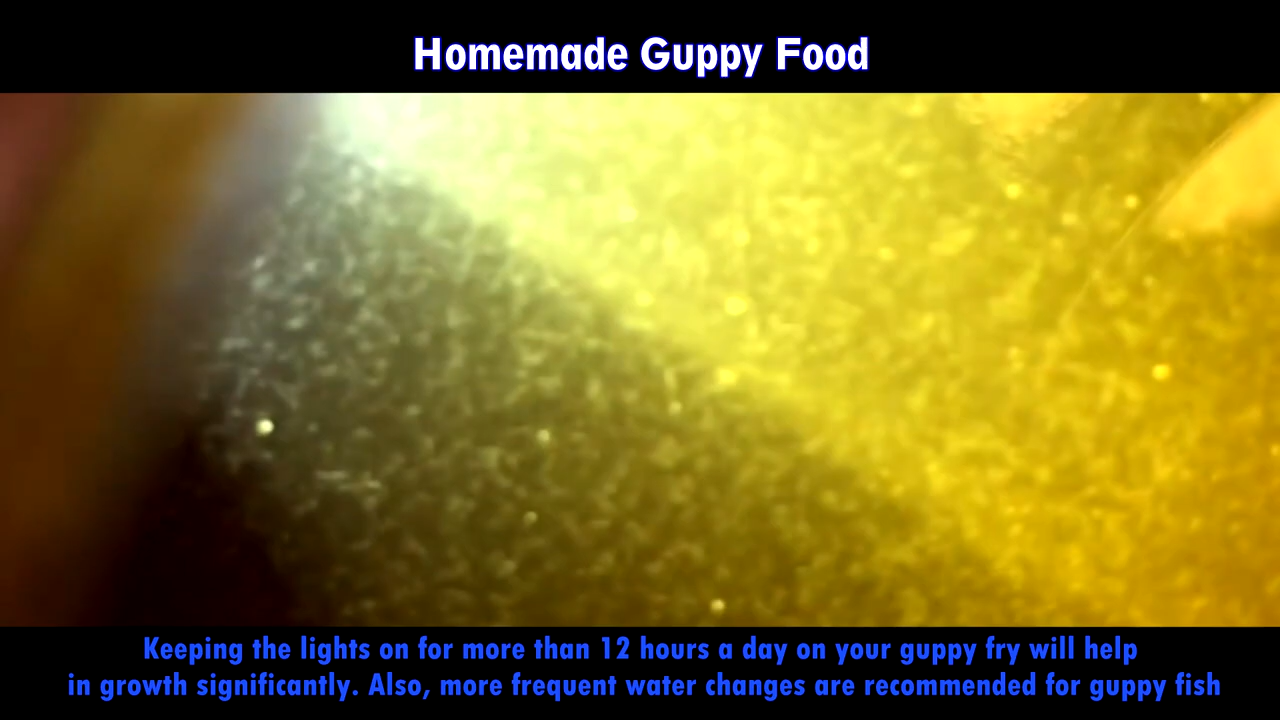 Homemade Guppy Food
Keeping the lights on for more than 12 hours a day on your guppy fry will help
in growth significantly. Also, more frequent water changes are recommended for guppy fish